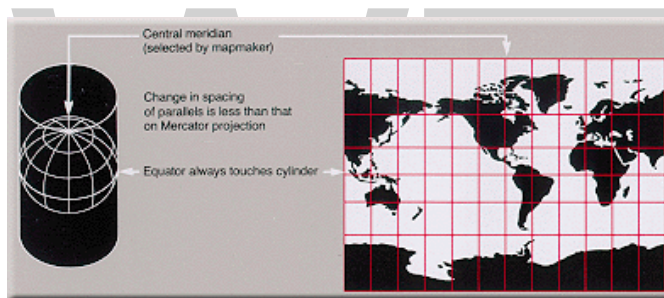 Central meridian
(selected by mapmaker)
Change in spacing
of parallels is less than that
on Mercator projection
Equator always touches cylinder